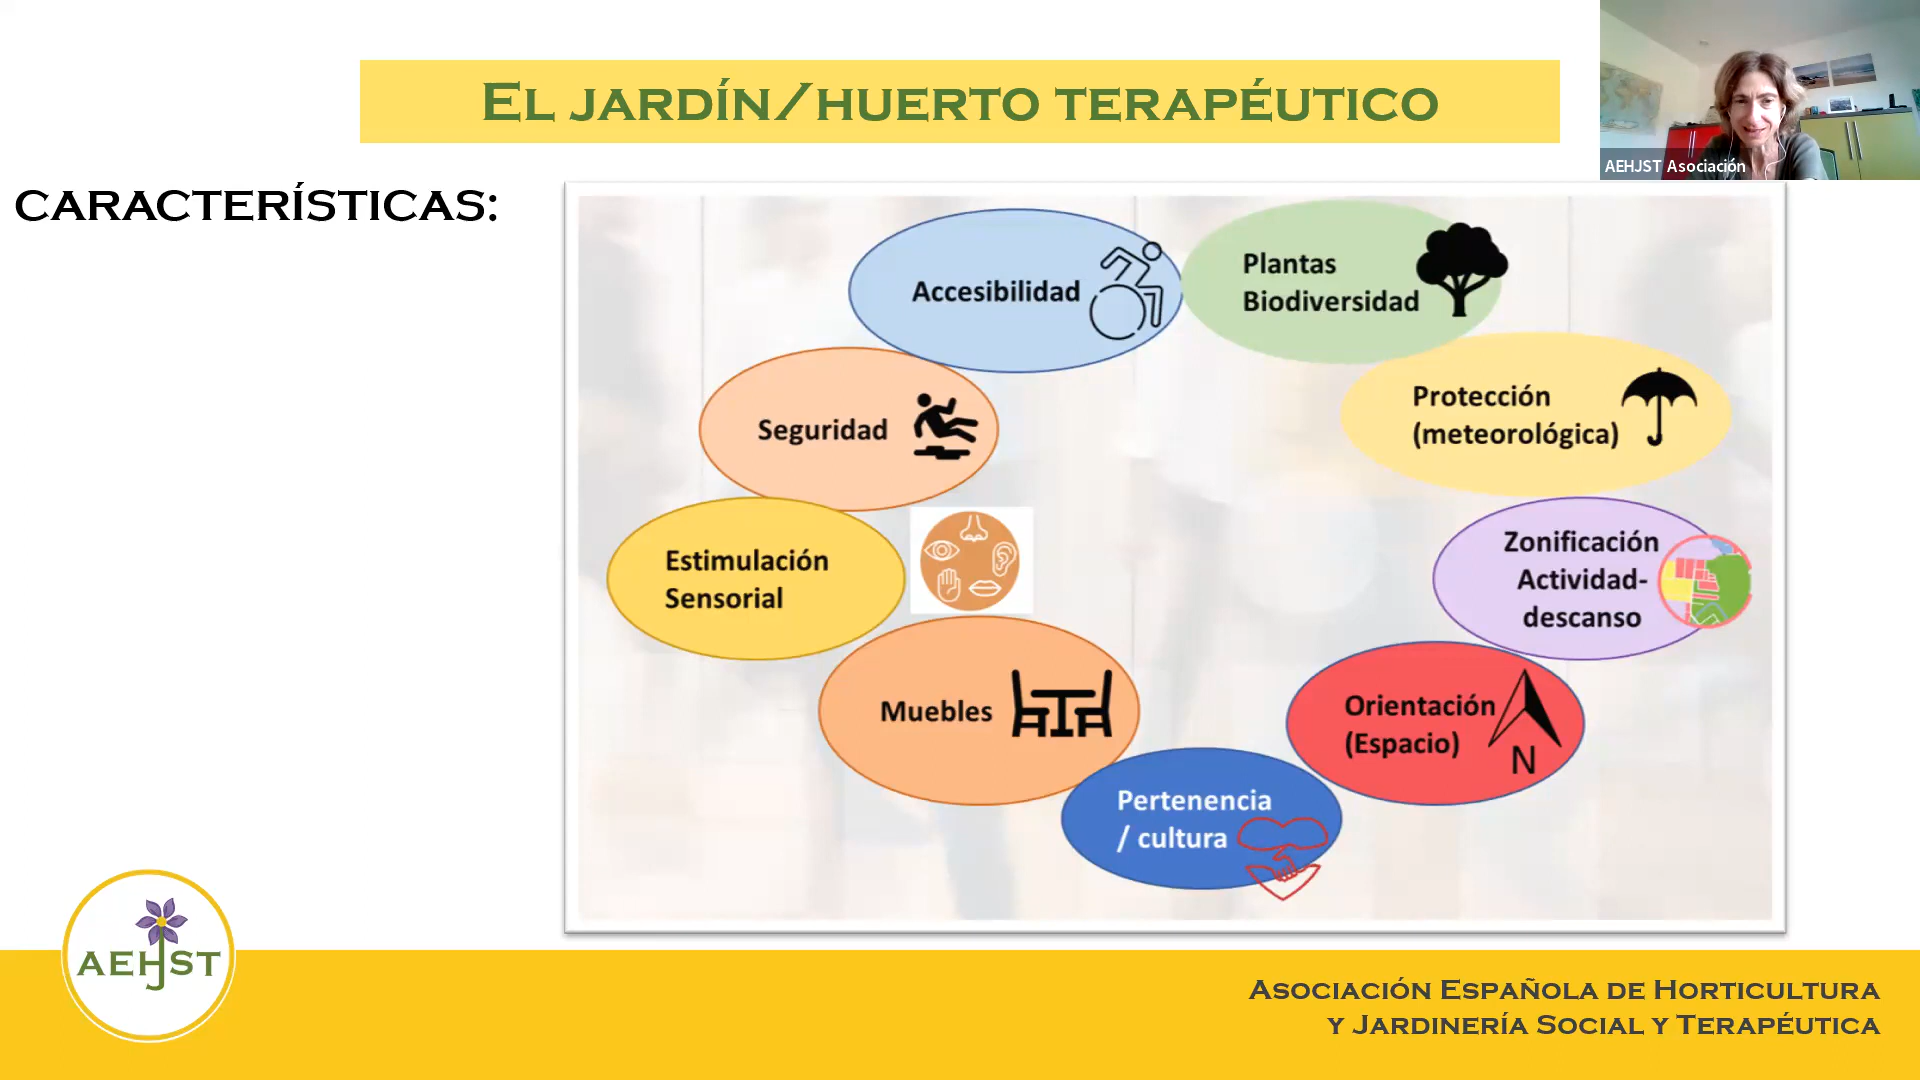 El jardín/huerto terapéutico
AEHJST Asociación
características:
Accesibilidad
Plantas
Biodiversidad
Protección
(meteorológica)
Seguridad
Zonificación
Actividad-
descanso
Estimulación
Sensorial
Orientación
(Espacio)
N
Muebles
Pertenencia
/ cultura
AEHJST
Asociación Española de Horticultura
y Jardinería Social y Terapéutica